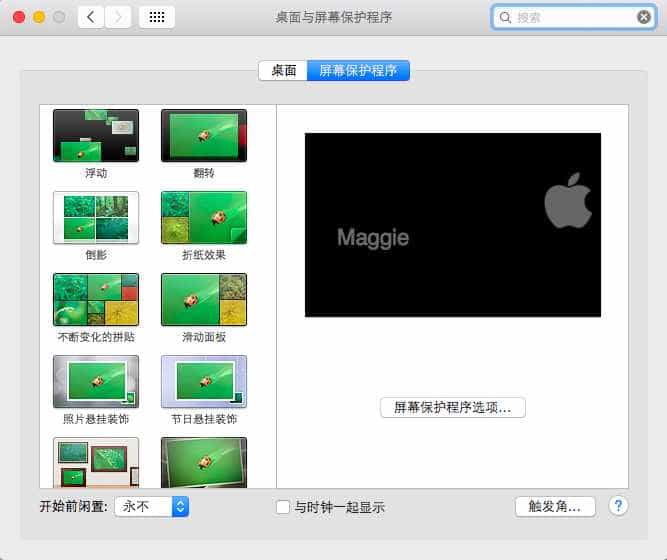 桌面与屏幕保护程序
搜索
桌面
屏幕保护程序
浮动
翻转
倒影
折纸效果
不断变化的拼贴
滑动面板
照片悬挂装饰
节日悬挂装饰
Maggie
屏幕保护程序选项...
开始前闲置:
永不
与时钟一起显示
触发角...
?